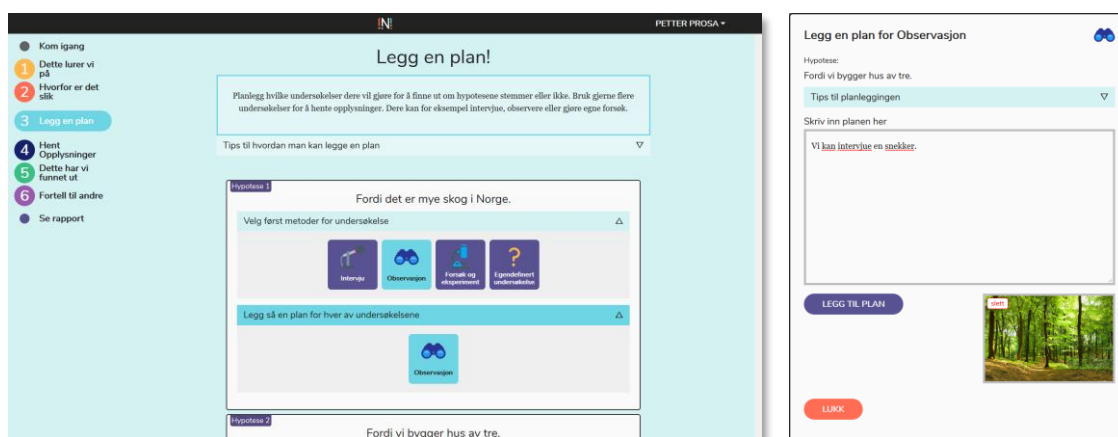 !N!
PETTER PROSA
Kom igang
1 Dette lurer vi
på
2 Hvorfor er det
slik
3 Legg en plan
4 Hent
Opplysninger
5 Dette har vi
funnet ut
6 Fortell til andre
Se rapport
Legg en plan!
Planlegg hvilke undersøkelser dere vil gjøre for å finne ut om hypotesene stemmer eller ikke. Bruk gjerne flere
undersøkelser for å hente opplysninger. Dere kan for eksempel intervjue, observere eller gjøre egne forsøk.
Tips til hvordan man kan legge en plan
Hypotese 1
Fordi det er mye skog i Norge.
Velg først metoder for undersøkelse
Intervju
Observasjon
Forsøk og
eksperiment
?
Egendefinert
undersøkelse
Legg så en plan for hver av undersøkelsene
Observasjon
Hypotese 2
Fordi vi bygger hus av tre.
Legg en plan for Observasjon
Hypotese:
Fordi vi bygger hus av tre.
Tips til planleggingen
Skriv inn planen her
Vi kan intervjue en snekker.
LEGG TIL PLAN
slett
LUKK